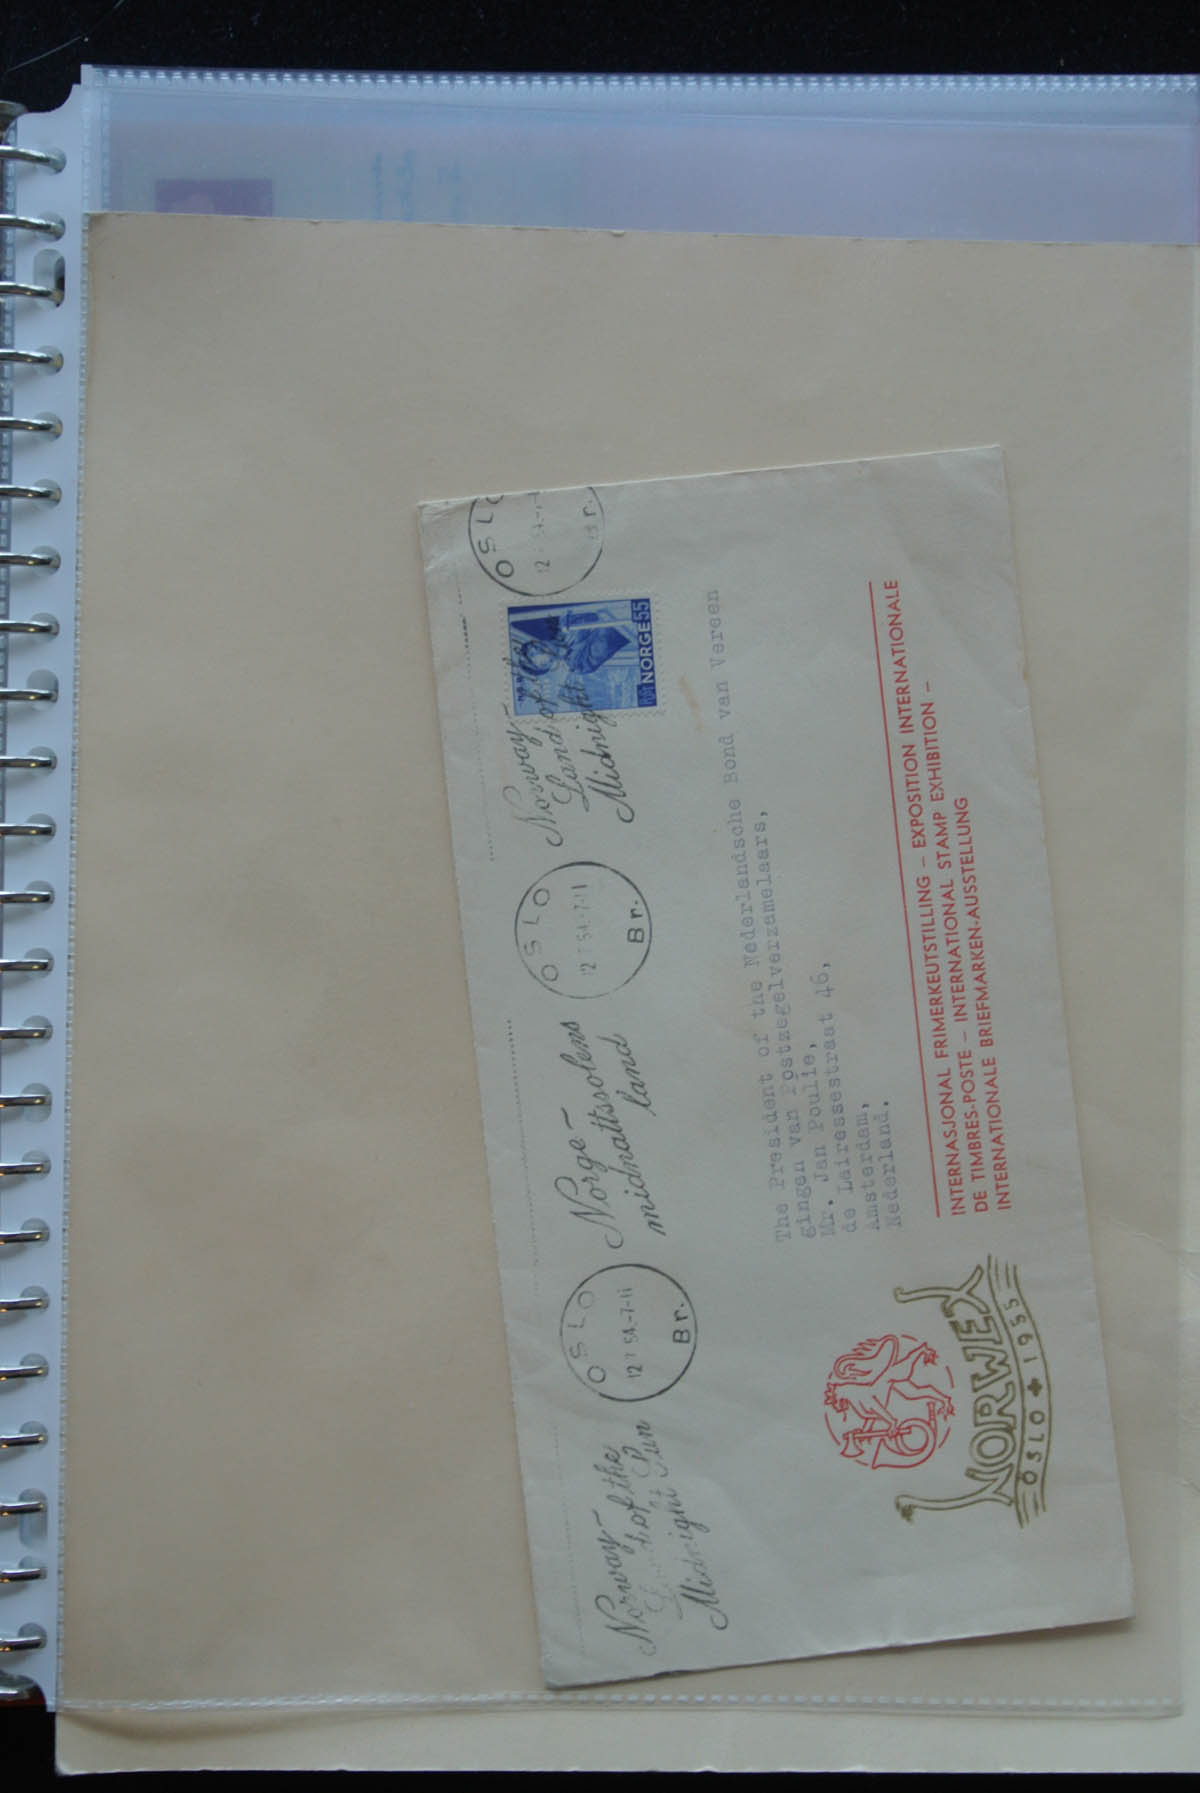 Norway-
Land of the
Midnight Sun
OSLO
12 7 54-7-11
Br.
Norge-
midnattssolens
land
OSLO
12 7 54-7-11
Br.
Norway-
Land of the
Midnight
NORGE 55
OSLO
12
Br.
The President of the Nederlandsche Bond van Vereen
gingen van Postzegelverzamelaars,
Mr. Jan Poulie,
de Lairessestraat 46,
Amsterdam,
Nederland.
NORWEX
OSLO + 1955
INTERNASJONAL FRIMERKEUTSTILLING – EXPOSITION INTERNATIONALE
DE TIMBRES-POSTE – INTERNATIONAL STAMP EXHIBITION –
INTERNATIONALE BRIEFMARKEN-AUSSTELLUNG